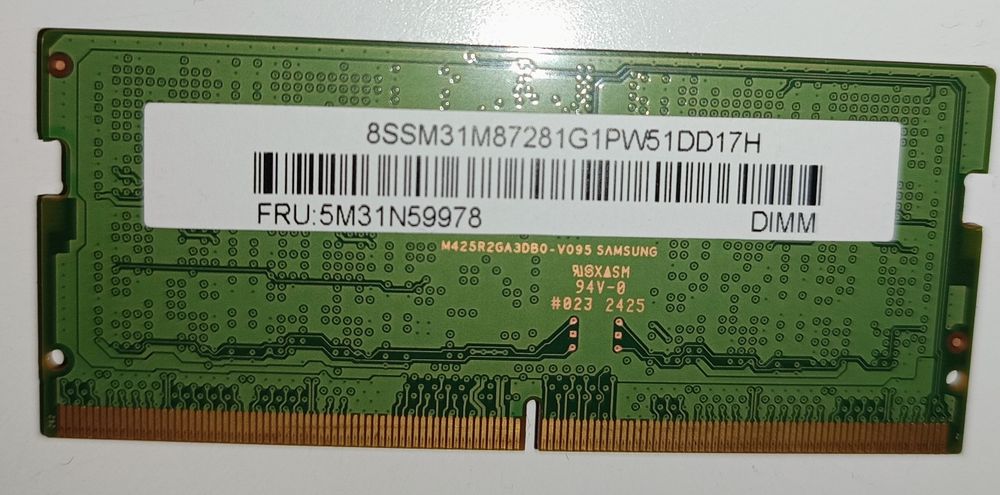 8SSM31M87281G1PW51DD17H
FRU:5M31N59978 DIMM
M425R2GA3DB0-V095 SAMSUNG
94V-0
#023 2425